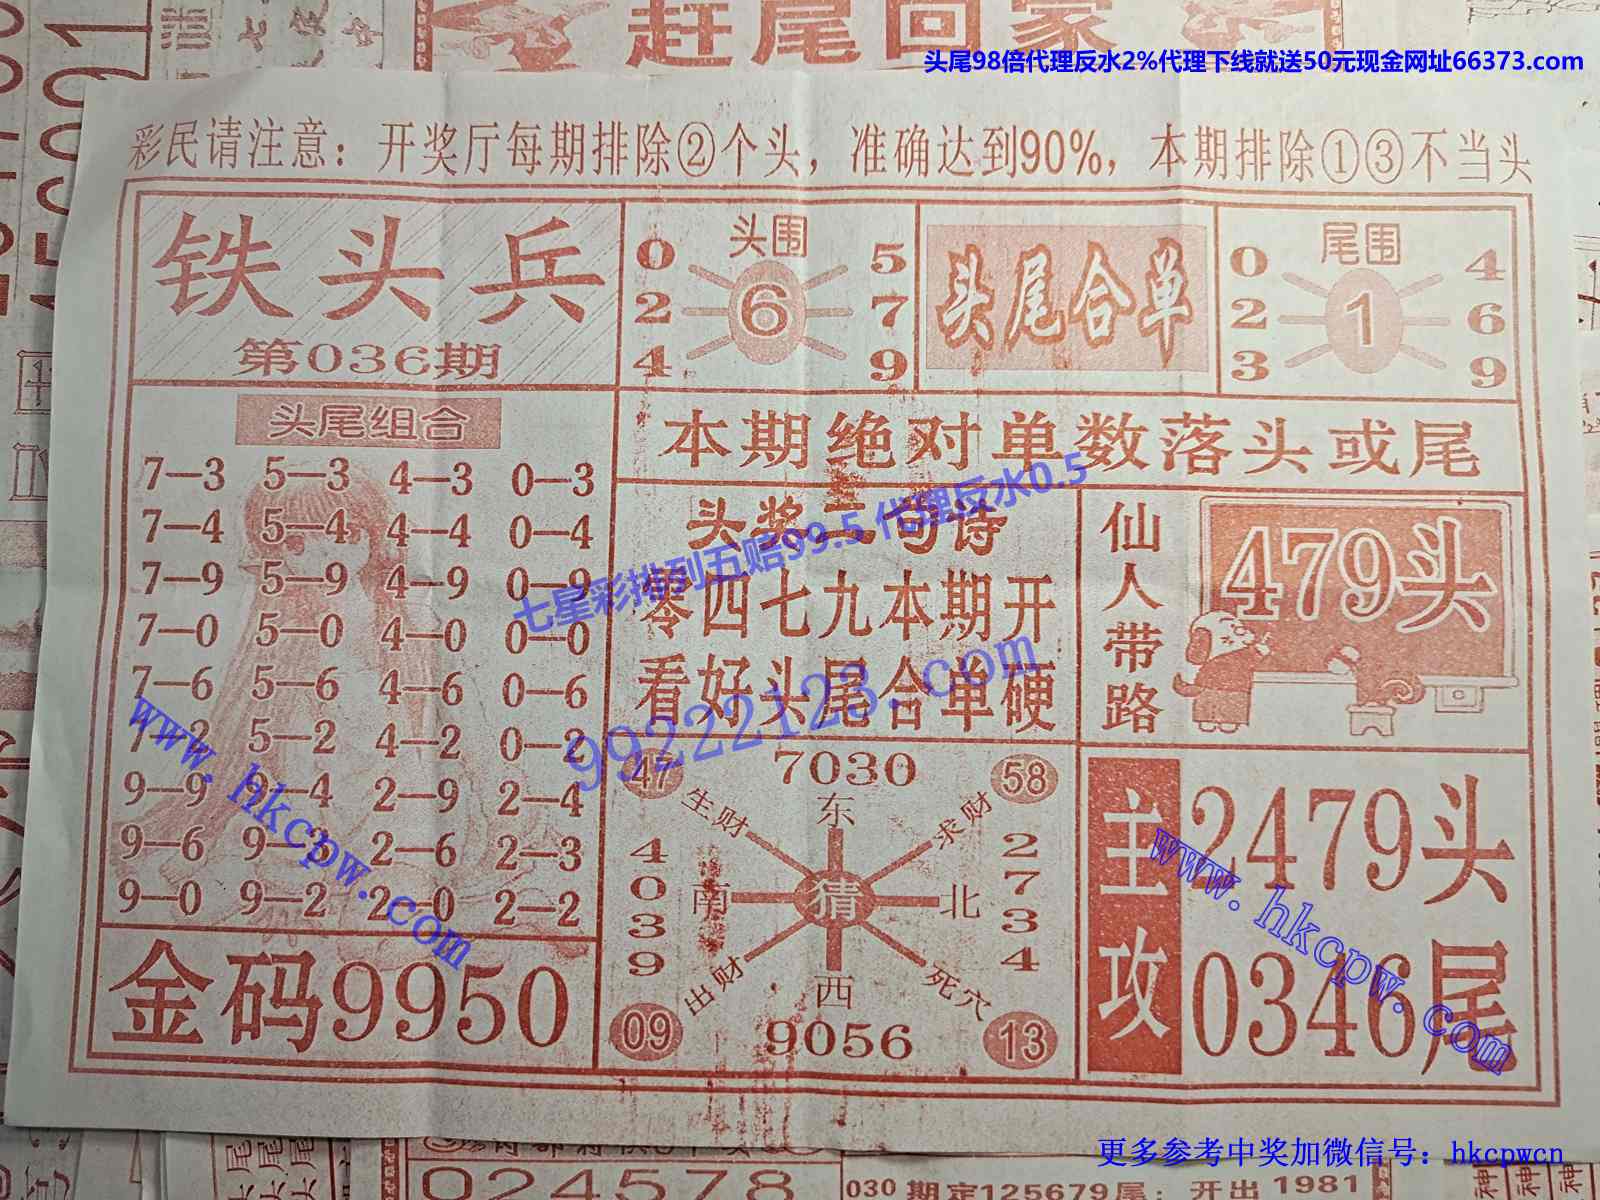 赶尾回家
头尾98倍代理反水2%代理下线就送50元现金网址66373.com
彩民请注意：开奖厅每期排除②个头，准确达到90%，本期排除①③不当头
铁头兵
第036期
头围
0 5
2 6 7
4 9
头尾合单
尾围
0 4
2 1 6
3 9
头尾组合
7—3 5—3 4—3 0—3
7—4 5—4 4—4 0—4
7—9 5—9 4—9 0—9
7—0 5—0 4—0 0—0
7—6 5—6 4—6 0—6
7—2 5—2 4—2 0—2
9—9 9—4 2—9 2—4
9—6 9—3 2—6 2—3
9—0 9—2 2—0 2—2
金码9950
本期绝对单数落头或尾
头奖二句诗
零四七九本期开
看好头尾合单硬
七星彩排列五赔99.5 代理反水0.5
99222123.com
仙人带路
479头
47 7030 58
生财 东 求财
4039 南 猜 北 2734
出财 西 死穴
09 9056 13
主攻
2479头
0346尾
www.hkcpw.com
www.hkcpw.com
更多参考中奖加微信号：hkcpwcn
024578
030期定125679尾：开出1981